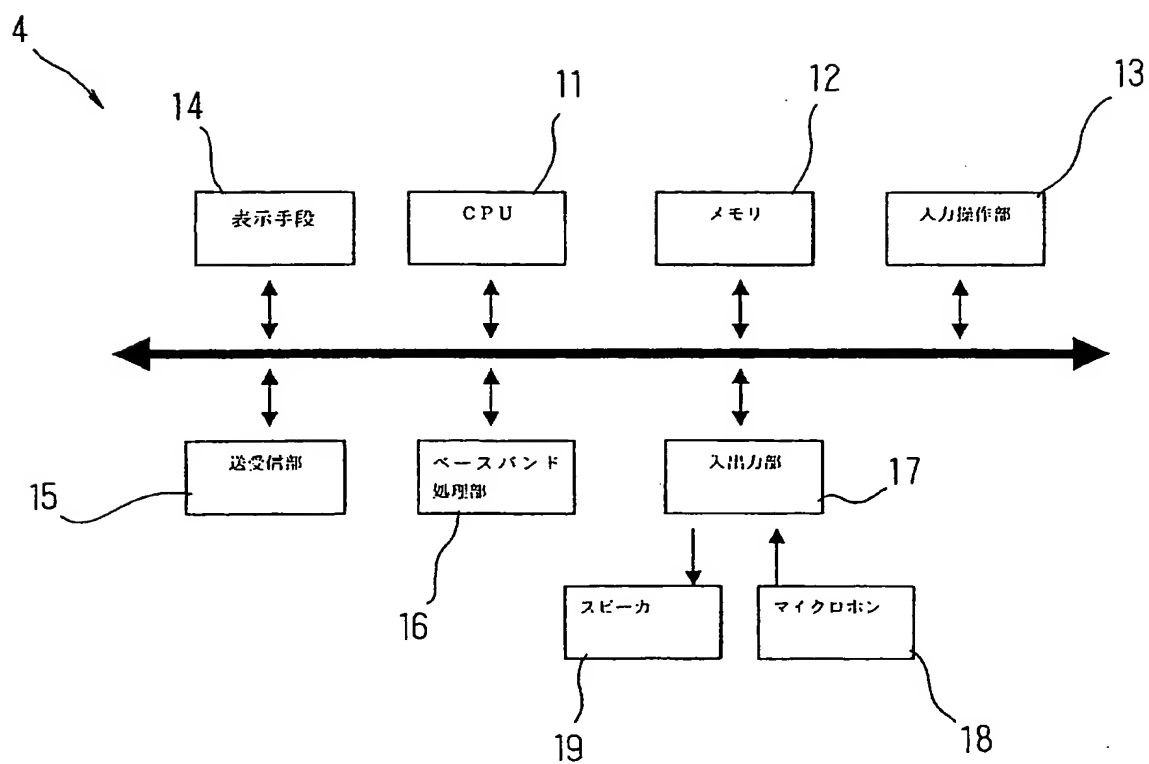 4
14
11
12
13
表示手段
CPU
メモリ
入力操作部
送受信部
ベースバンド
処理部
入出力部
15
16
17
スピーカ
マイクロホン
19
18